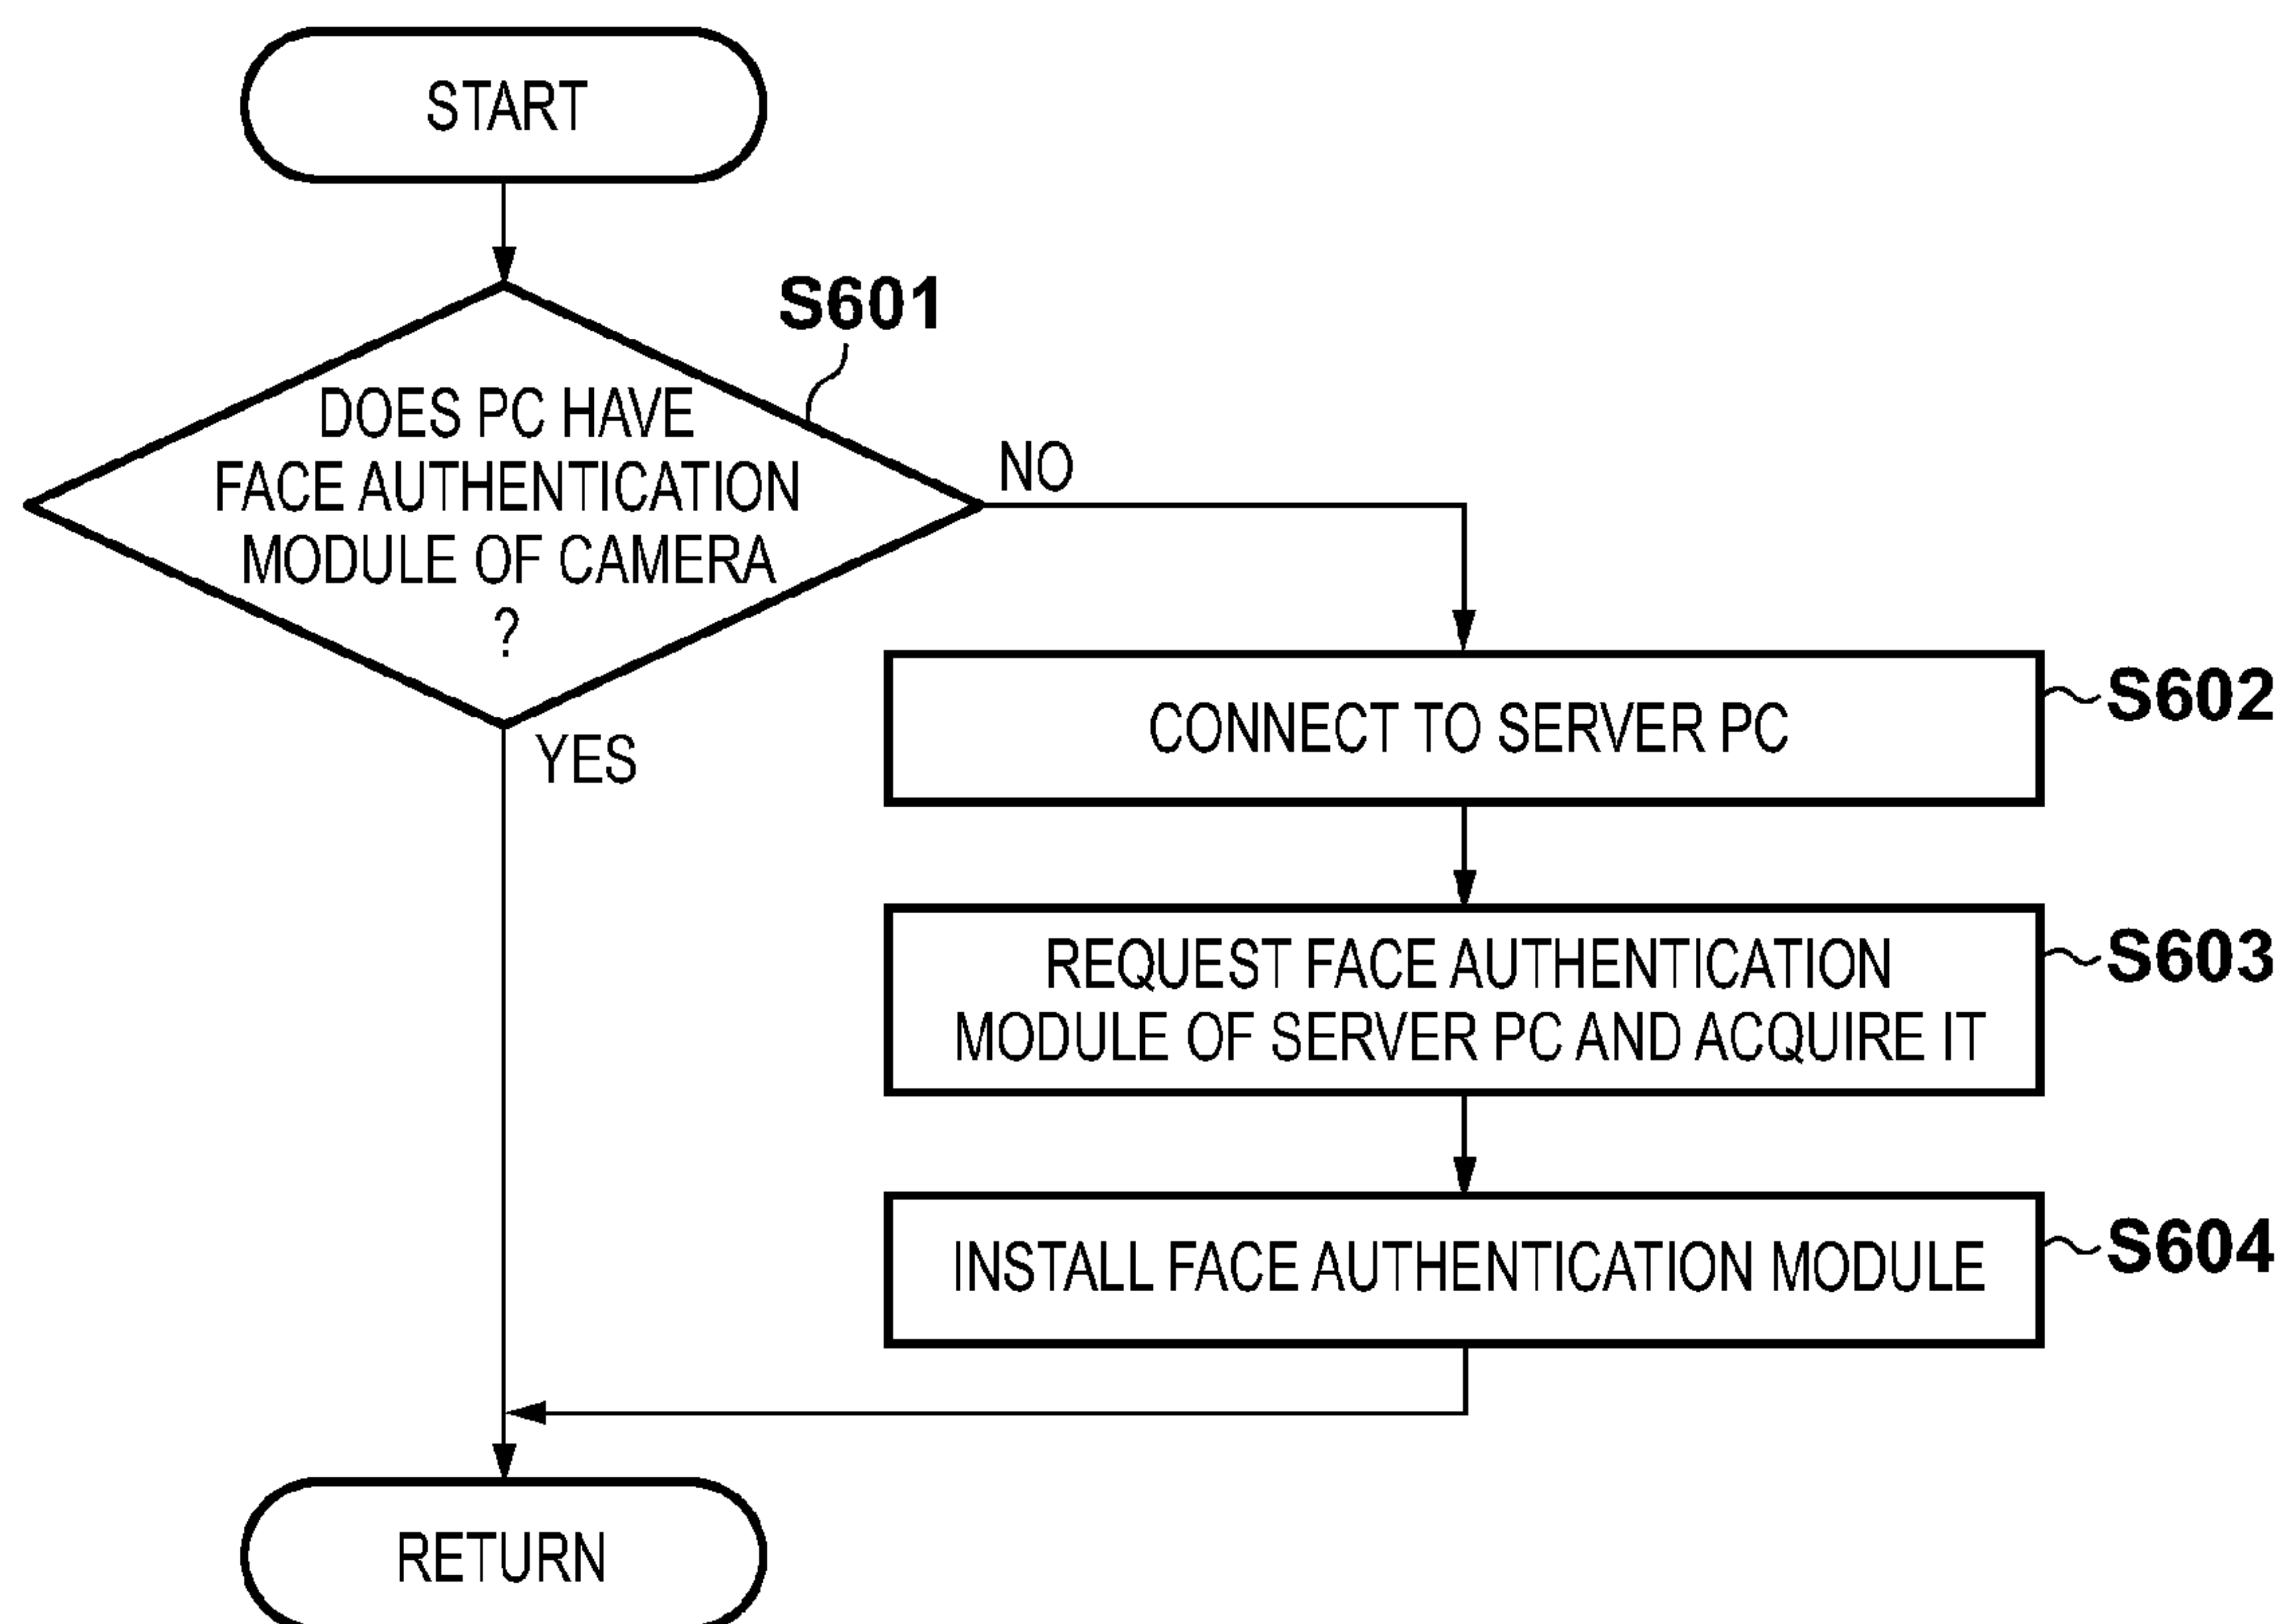 START
S601
DOES PC HAVE
FACE AUTHENTICATION
MODULE OF CAMERA
?
NO
YES
CONNECT TO SERVER PC
S602
REQUEST FACE AUTHENTICATION
MODULE OF SERVER PC AND ACQUIRE IT
S603
INSTALL FACE AUTHENTICATION MODULE
S604
RETURN